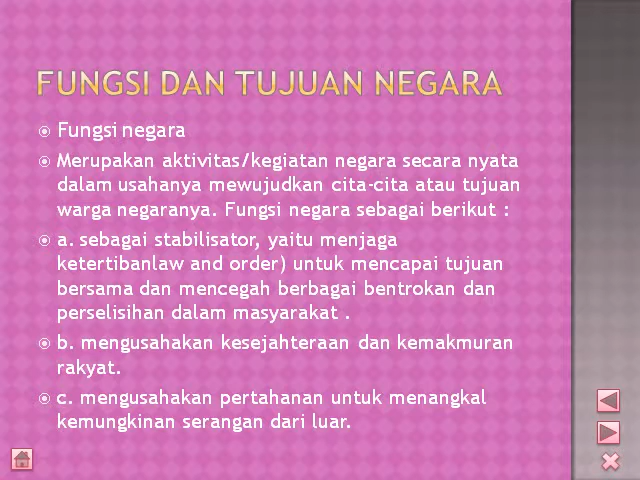 FUNGSI DAN TUJUAN NEGARA
Fungsi negara
Merupakan aktivitas/kegiatan negara secara nyata
dalam usahanya mewujudkan cita-cita atau tujuan
warga negaranya. Fungsi negara sebagai berikut :
a. sebagai stabilisator, yaitu menjaga
ketertibanlaw and order) untuk mencapai tujuan
bersama dan mencegah berbagai bentrokan dan
perselisihan dalam masyarakat .
b. mengusahakan kesejahteraan dan kemakmuran
rakyat.
c. mengusahakan pertahanan untuk menangkal
kemungkinan serangan dari luar.